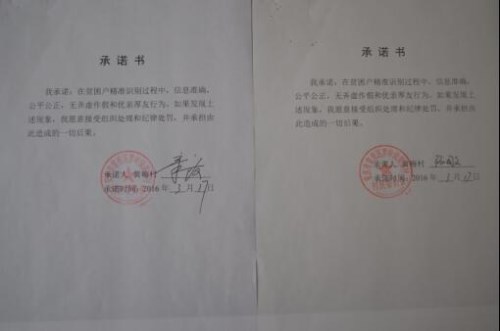 承诺书
我承诺：在贫困户精准识别过程中，信息准确、
公平公正，无弄虚作假和优亲厚友行为，如果发现上
述现象，我愿意接受组织处理和纪律处罚，并承担由
此造成的一切后果。
承诺人
承诺时间：2016年 月 日
承诺书
我承诺：在贫困户精准识别过程中，信息准确、
公平公正，无弄虚作假和优亲厚友行为，如果发现上
述现象，我愿意接受组织处理和纪律处罚，并承担由
此造成的一切后果。
承诺人
承诺时间：2016年 月 日